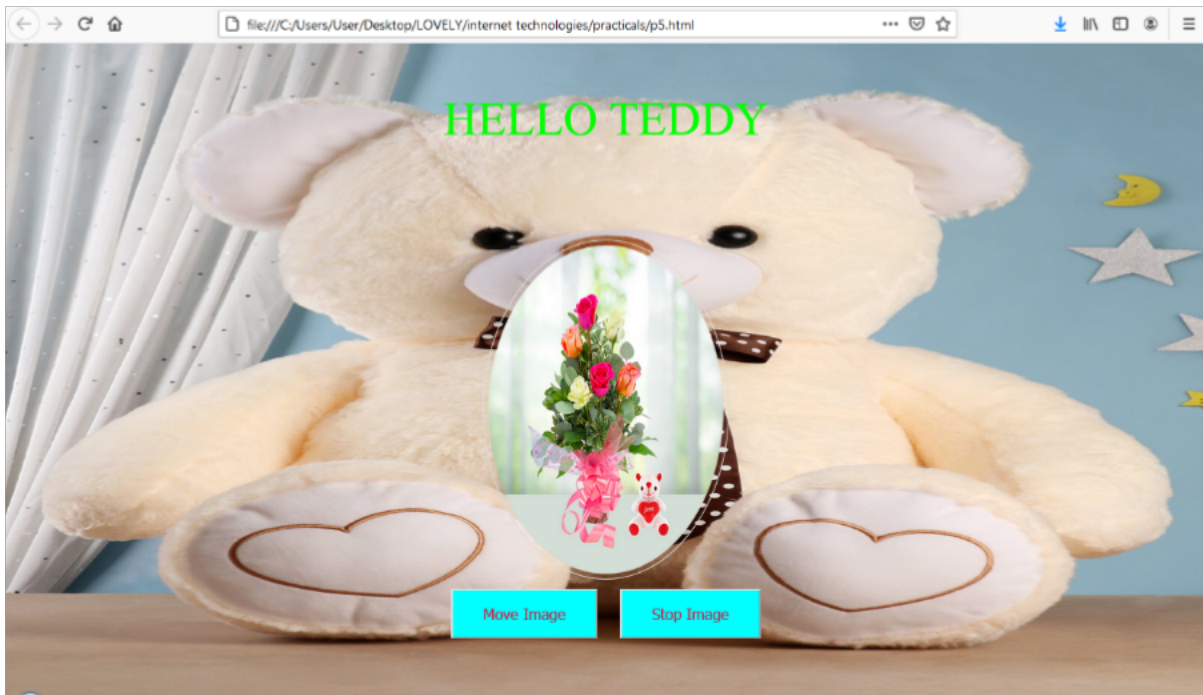 file:///C:/Users/User/Desktop/LOVELY/internet technologies/practicals/p5.html
HELLO TEDDY
Move Image
Stop Image